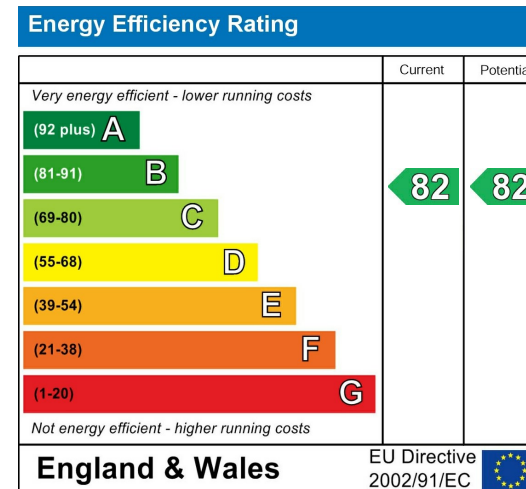 Energy Efficiency Rating
Current Potentia
Very energy efficient - lower running costs
(92 plus) A
(81-91) B 82 82
(69-80) C
(55-68) D
(39-54) E
(21-38) F
(1-20) G
Not energy efficient - higher running costs
England & Wales
EU Directive
2002/91/EC